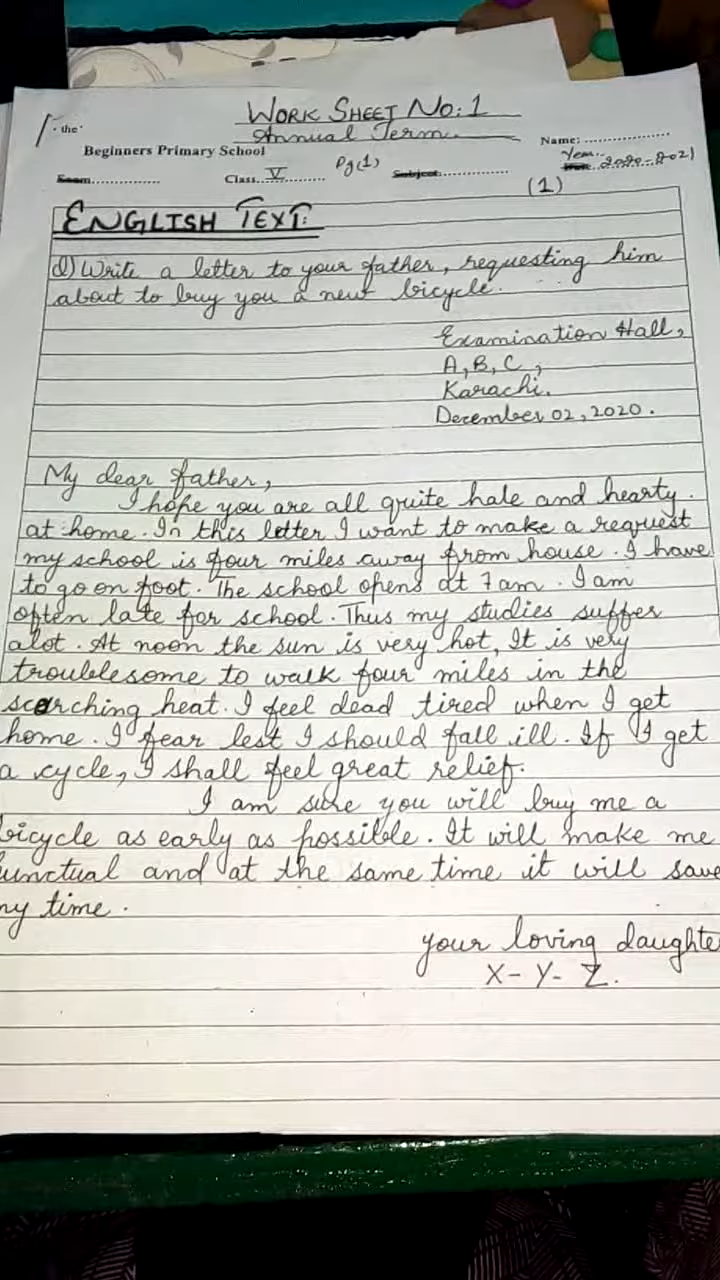 WORK SHEET NO:1
Annual Term.
the
Beginners Primary School
Name: ..................
Pg(1)
Year.. 2020-2021
Exam............... Class..V.......... Subject...............
(1)
ENGLISH TEXT:
Q) Write a letter to your father, requesting him
about to buy you a new bicycle.
Examination Hall,
A, B, C,
Karachi.
December 02, 2020.
My dear father,
I hope you are all quite hale and hearty.
at home. In this letter I want to make a request
my school is four miles away from house. I have
to go on foot. The school opens at 7 am. I am
often late for school. Thus my studies suffer
alot. At noon the sun is very hot, It is very
troublesome to walk four miles in the
scorching heat. I feel dead tired when I get
home. I fear lest I should fall ill. If I get
a cycle, I shall feel great relief.
I am sure you will buy me a
bicycle as early as possible. It will make me
punctual and at the same time it will save
my time.
your loving daughter
X- Y- Z.